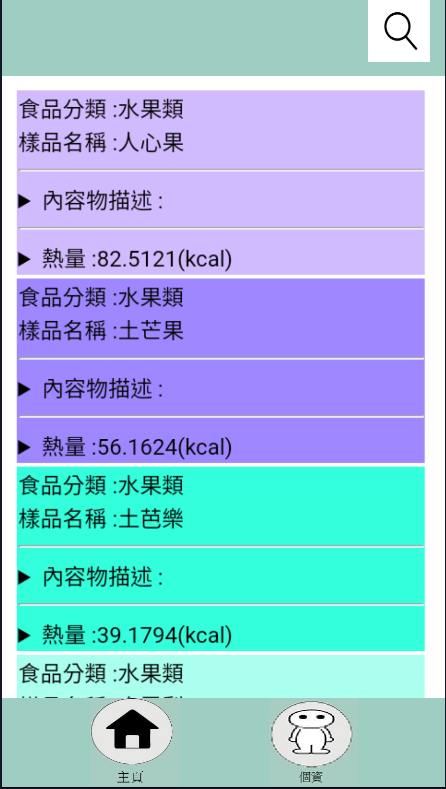 食品分類 :水果類
樣品名稱 :人心果
▶ 內容物描述 :
▶ 熱量 :82.5121(kcal)
食品分類 :水果類
樣品名稱 :土芒果
▶ 內容物描述 :
▶ 熱量 :56.1624(kcal)
食品分類 :水果類
樣品名稱 :土芭樂
▶ 內容物描述 :
▶ 熱量 :39.1794(kcal)
食品分類 :水果類
主頁
個資